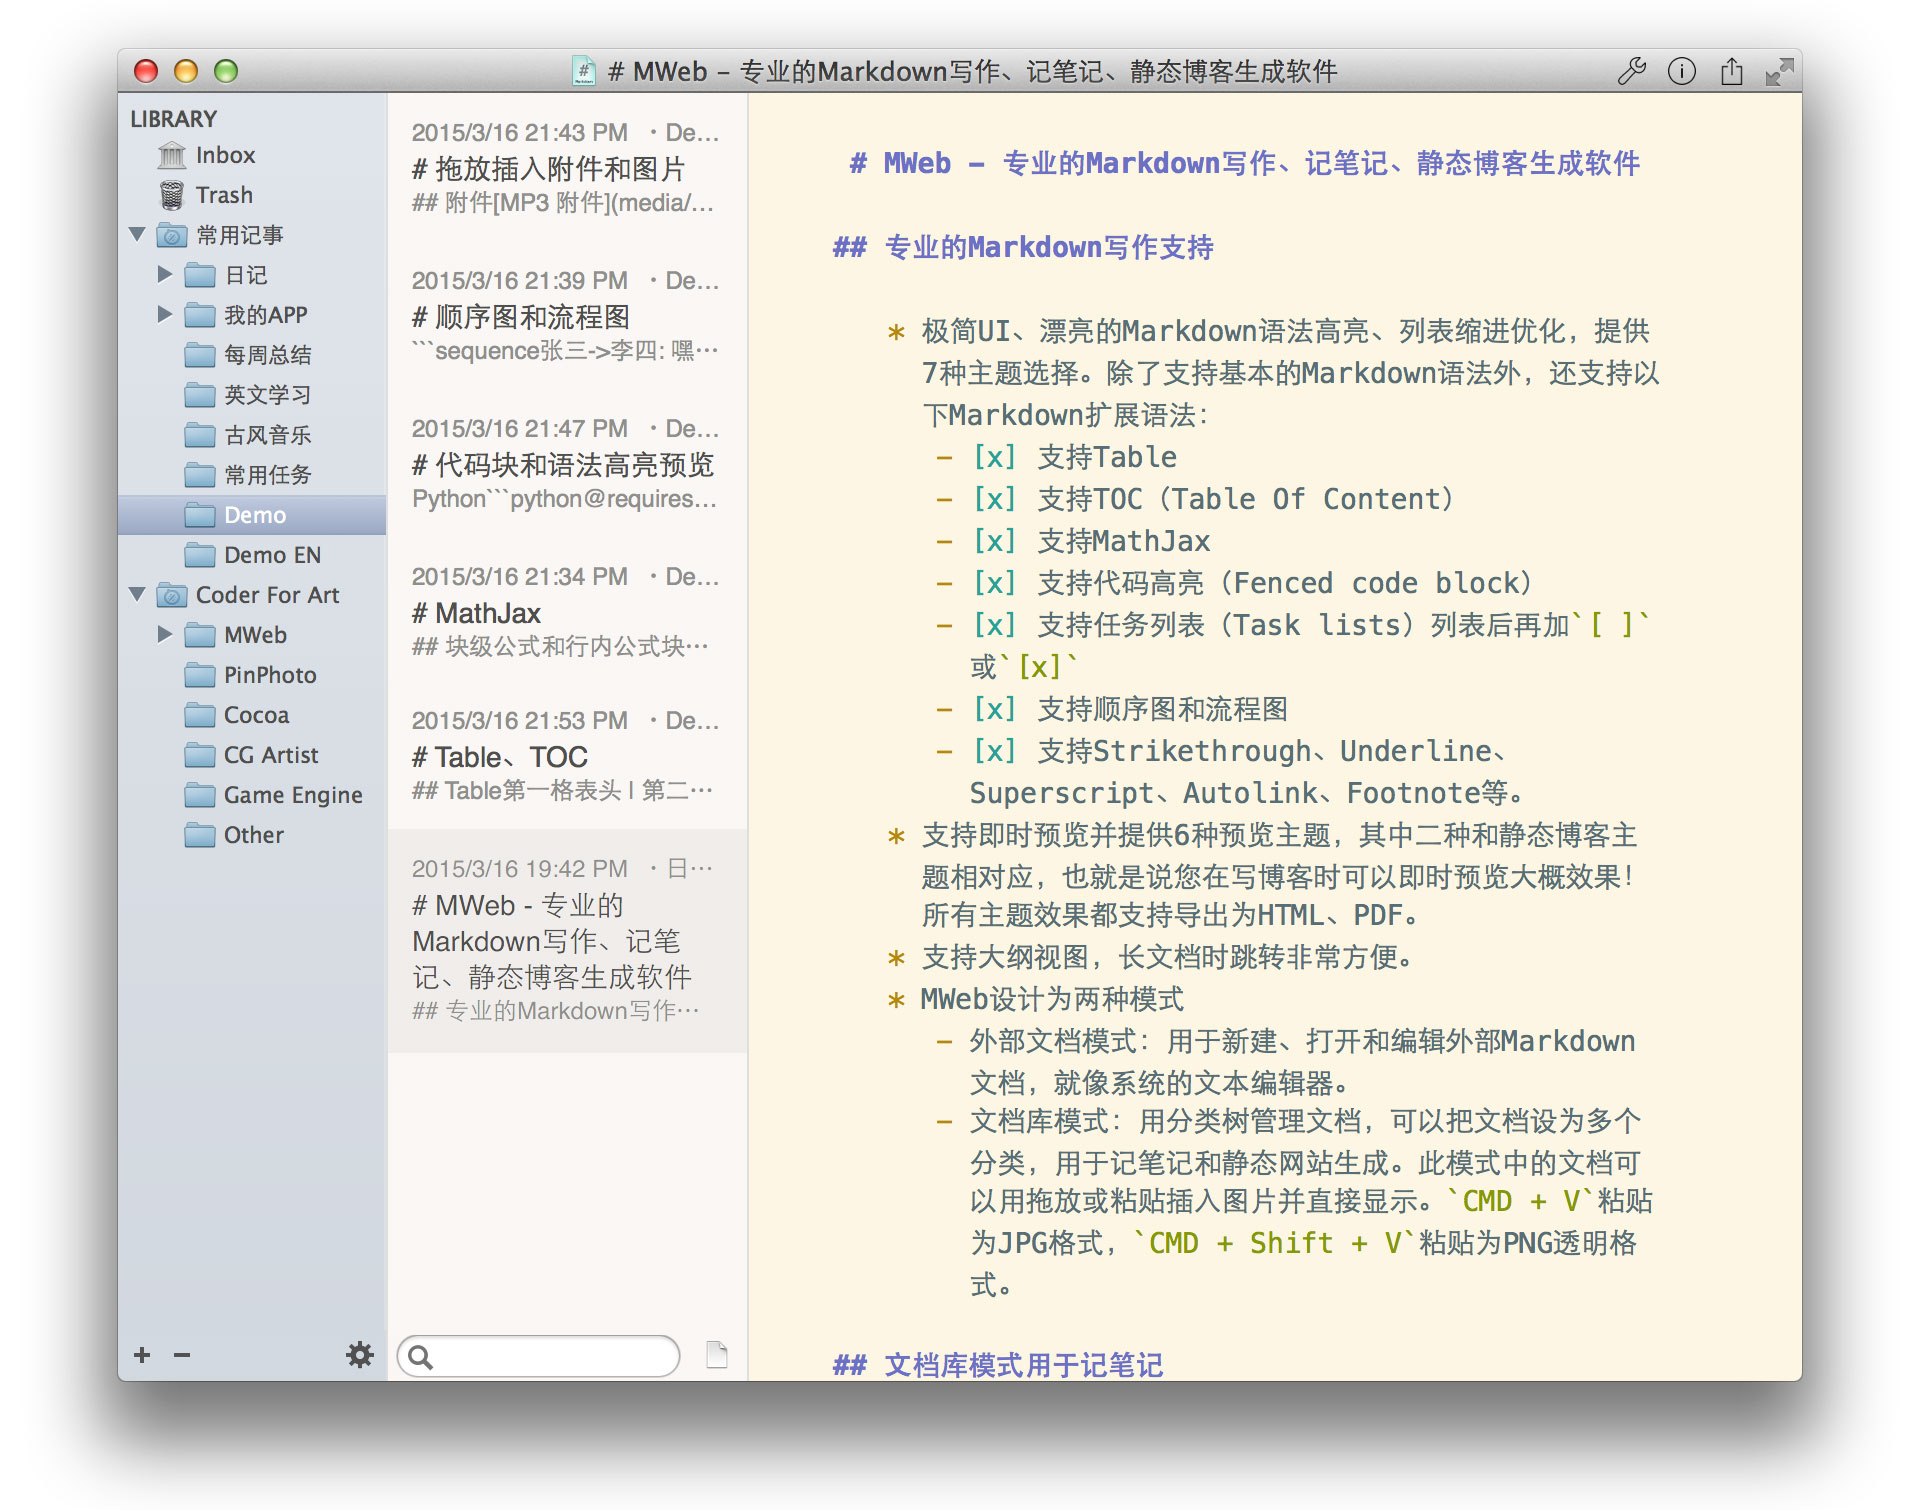 # MWeb – 专业的Markdown写作、记笔记、静态博客生成软件
LIBRARY
Inbox
Trash
常用记事
日记
我的APP
每周总结
英文学习
古风音乐
常用任务
Demo
Demo EN
Coder For Art
MWeb
PinPhoto
Cocoa
CG Artist
Game Engine
Other
2015/3/16 21:43 PM ・De...
# 拖放插入附件和图片
## 附件[MP3 附件](media/...
2015/3/16 21:39 PM ・De...
# 顺序图和流程图
```sequence张三->李四: 嘿...
2015/3/16 21:47 PM ・De...
# 代码块和语法高亮预览
Python```python@requires...
2015/3/16 21:34 PM ・De...
# MathJax
## 块级公式和行内公式块...
2015/3/16 21:53 PM ・De...
# Table、TOC
## Table第一格表头 | 第二...
2015/3/16 19:42 PM ・日...
# MWeb - 专业的
Markdown写作、记笔
记、静态博客生成软件
## 专业的Markdown写作...
# MWeb – 专业的Markdown写作、记笔记、静态博客生成软件
## 专业的Markdown写作支持
* 极简UI、漂亮的Markdown语法高亮、列表缩进优化，提供
7种主题选择。除了支持基本的Markdown语法外，还支持以
下Markdown扩展语法：
– [x] 支持Table
– [x] 支持TOC（Table Of Content）
– [x] 支持MathJax
– [x] 支持代码高亮（Fenced code block）
– [x] 支持任务列表（Task lists）列表后再加`[ ]`
或`[x]`
– [x] 支持顺序图和流程图
– [x] 支持Strikethrough、Underline、
Superscript、Autolink、Footnote等。
* 支持即时预览并提供6种预览主题，其中二种和静态博客主
题相对应，也就是说您在写博客时可以即时预览大概效果！
所有主题效果都支持导出为HTML、PDF。
* 支持大纲视图，长文档时跳转非常方便。
* MWeb设计为两种模式
– 外部文档模式：用于新建、打开和编辑外部Markdown
文档，就像系统的文本编辑器。
– 文档库模式：用分类树管理文档，可以把文档设为多个
分类，用于记笔记和静态网站生成。此模式中的文档可
以用拖放或粘贴插入图片并直接显示。`CMD + V`粘贴
为JPG格式，`CMD + Shift + V`粘贴为PNG透明格
式。
## 文档库模式用于记笔记